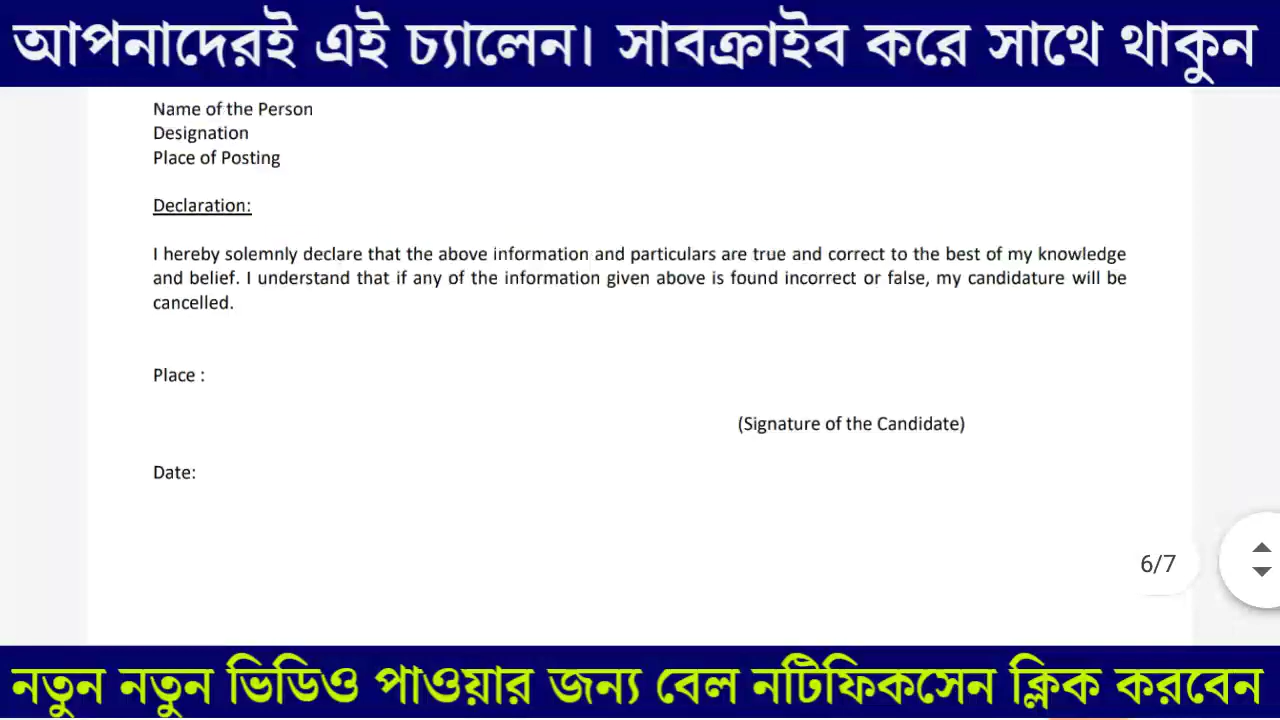 আপনাদেরই এই চ্যালেন। সাবক্রাইব করে সাথে থাকুন
Name of the Person
Designation
Place of Posting
Declaration:
I hereby solemnly declare that the above information and particulars are true and correct to the best of my knowledge
and belief. I understand that if any of the information given above is found incorrect or false, my candidature will be
cancelled.
Place :
(Signature of the Candidate)
Date:
6/7
নতুন নতুন ভিডিও পাওয়ার জন্য বেল নটিফিকসেন ক্লিক করবেন